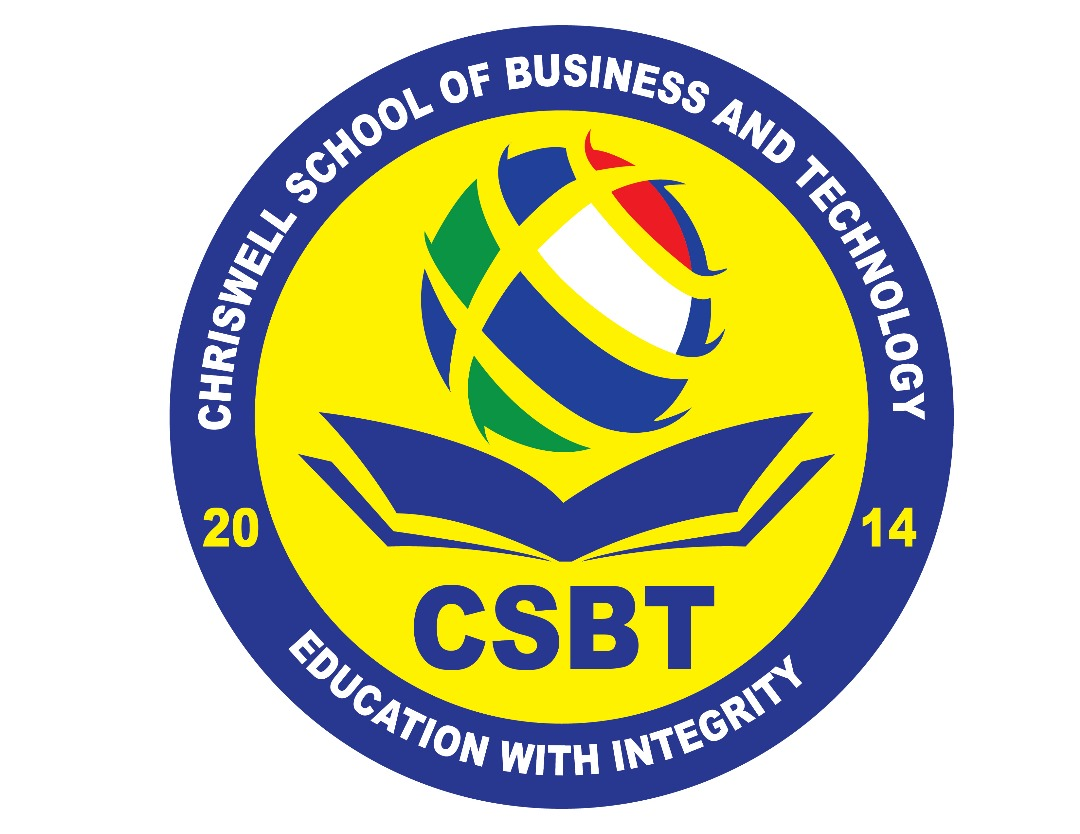 CHRISWELL SCHOOL OF BUSINESS AND TECHNOLOGY
20 14
CSBT
EDUCATION WITH INTEGRITY